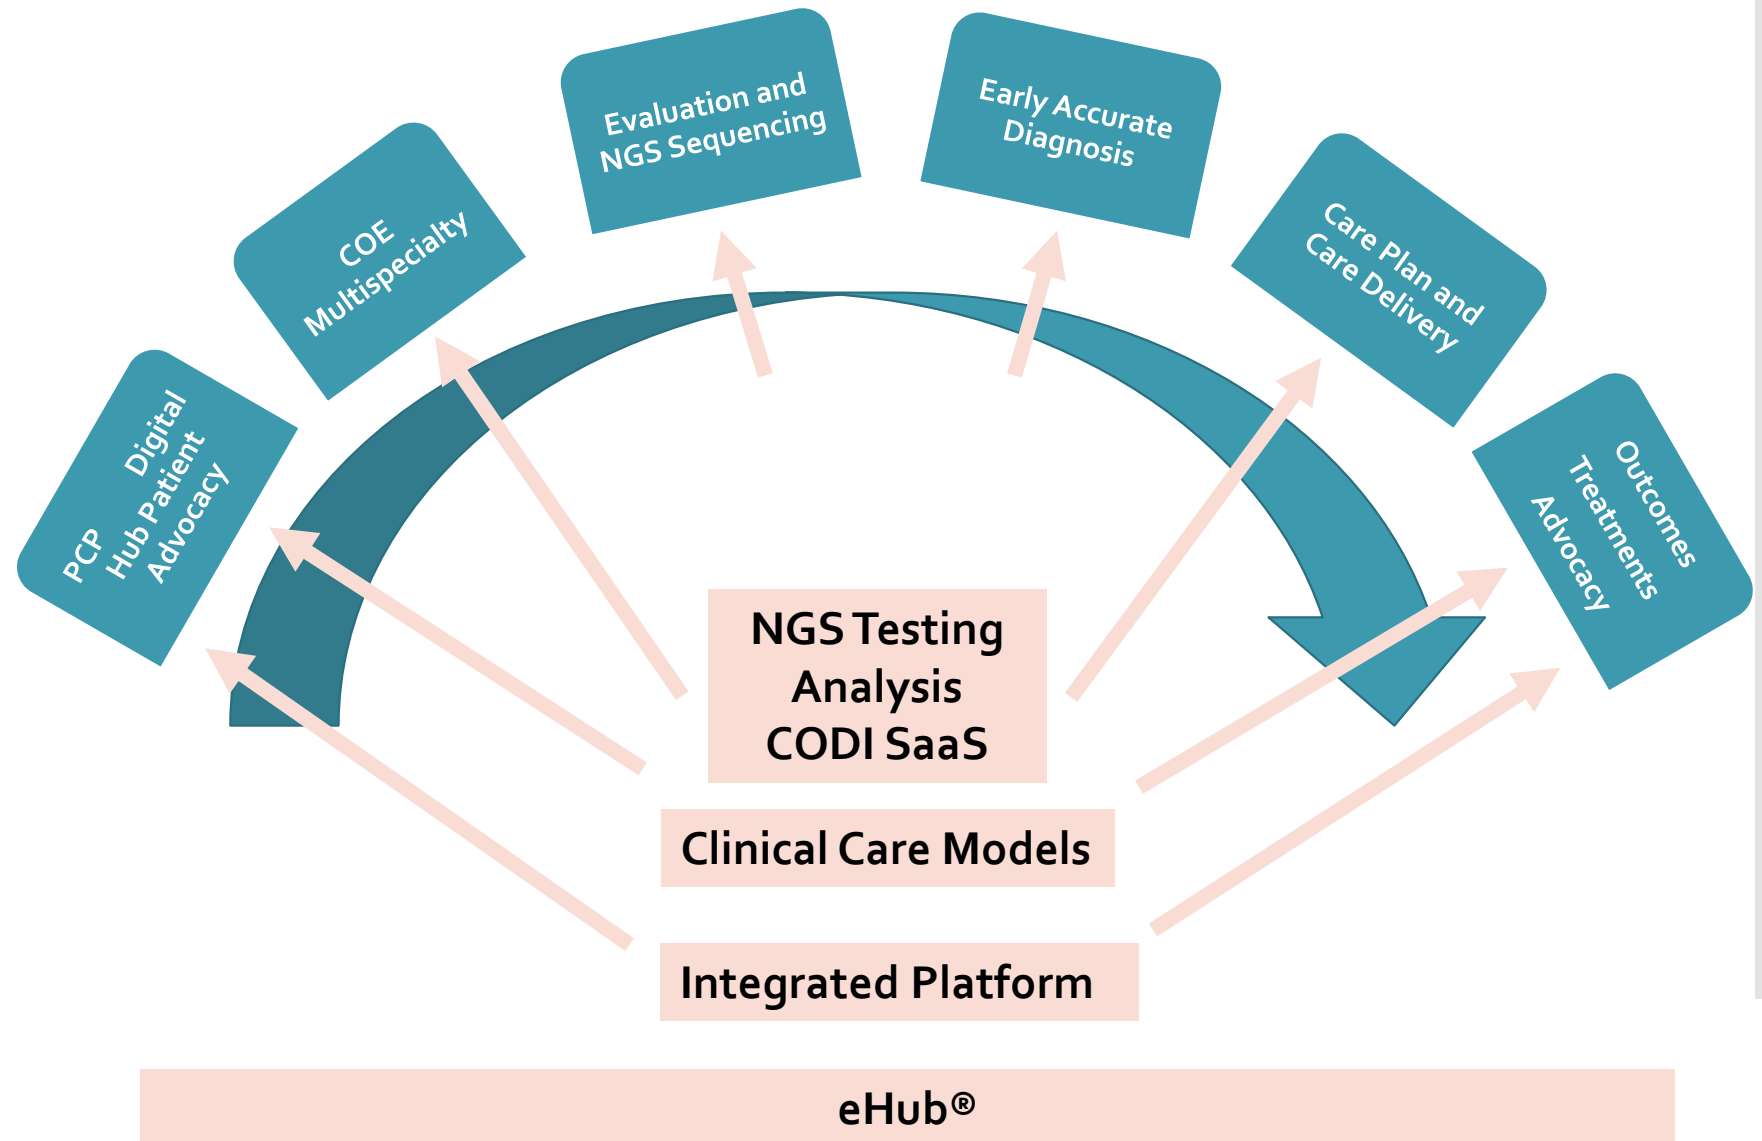 PCP Digital
Hub Patient
Advocacy
COE
Multispecialty
Evaluation and
NGS Sequencing
Early Accurate
Diagnosis
Care Plan and
Care Delivery
Outcomes
Treatments
Advocacy
NGS Testing
Analysis
CODI SaaS
Clinical Care Models
Integrated Platform
eHub®